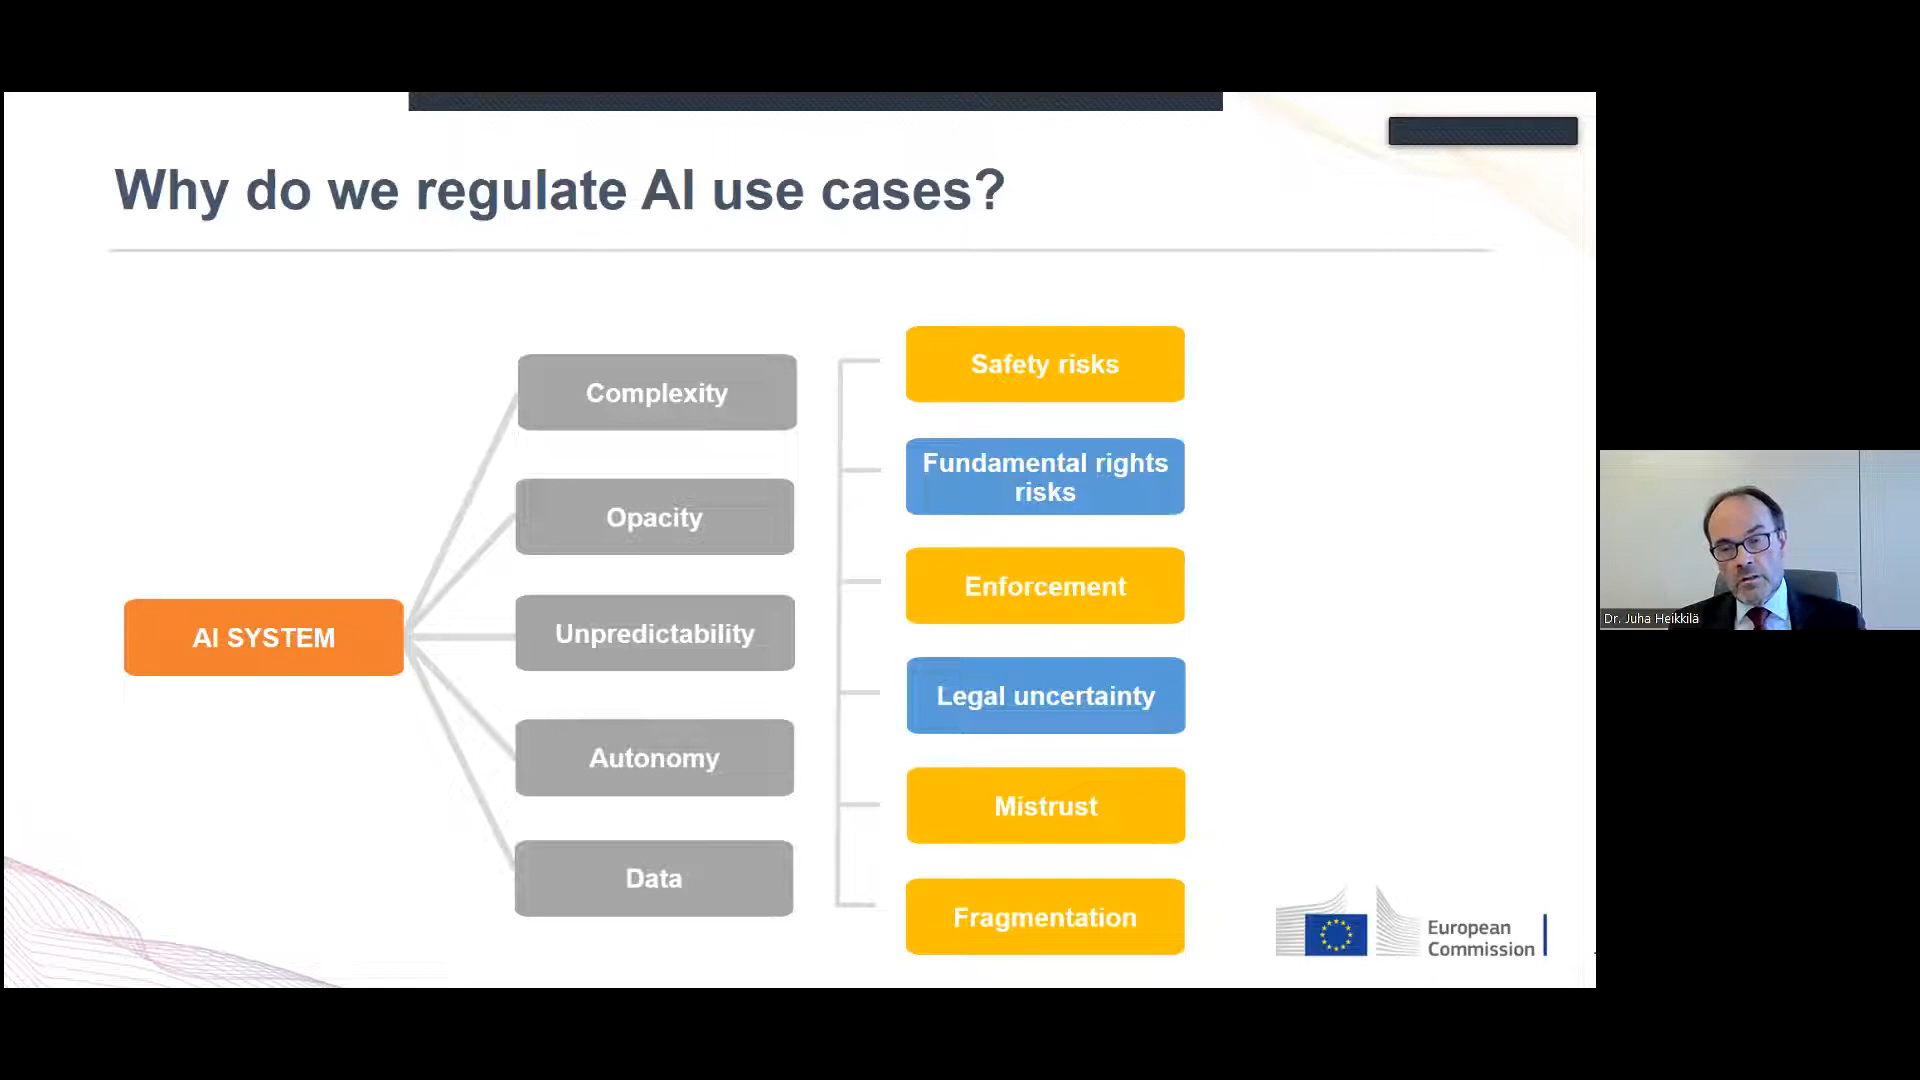 Why do we regulate AI use cases?
AI SYSTEM
Complexity
Opacity
Unpredictability
Autonomy
Data
Safety risks
Fundamental rights
risks
Enforcement
Legal uncertainty
Mistrust
Fragmentation
European
Commission
Dr. Juha Heikkilä